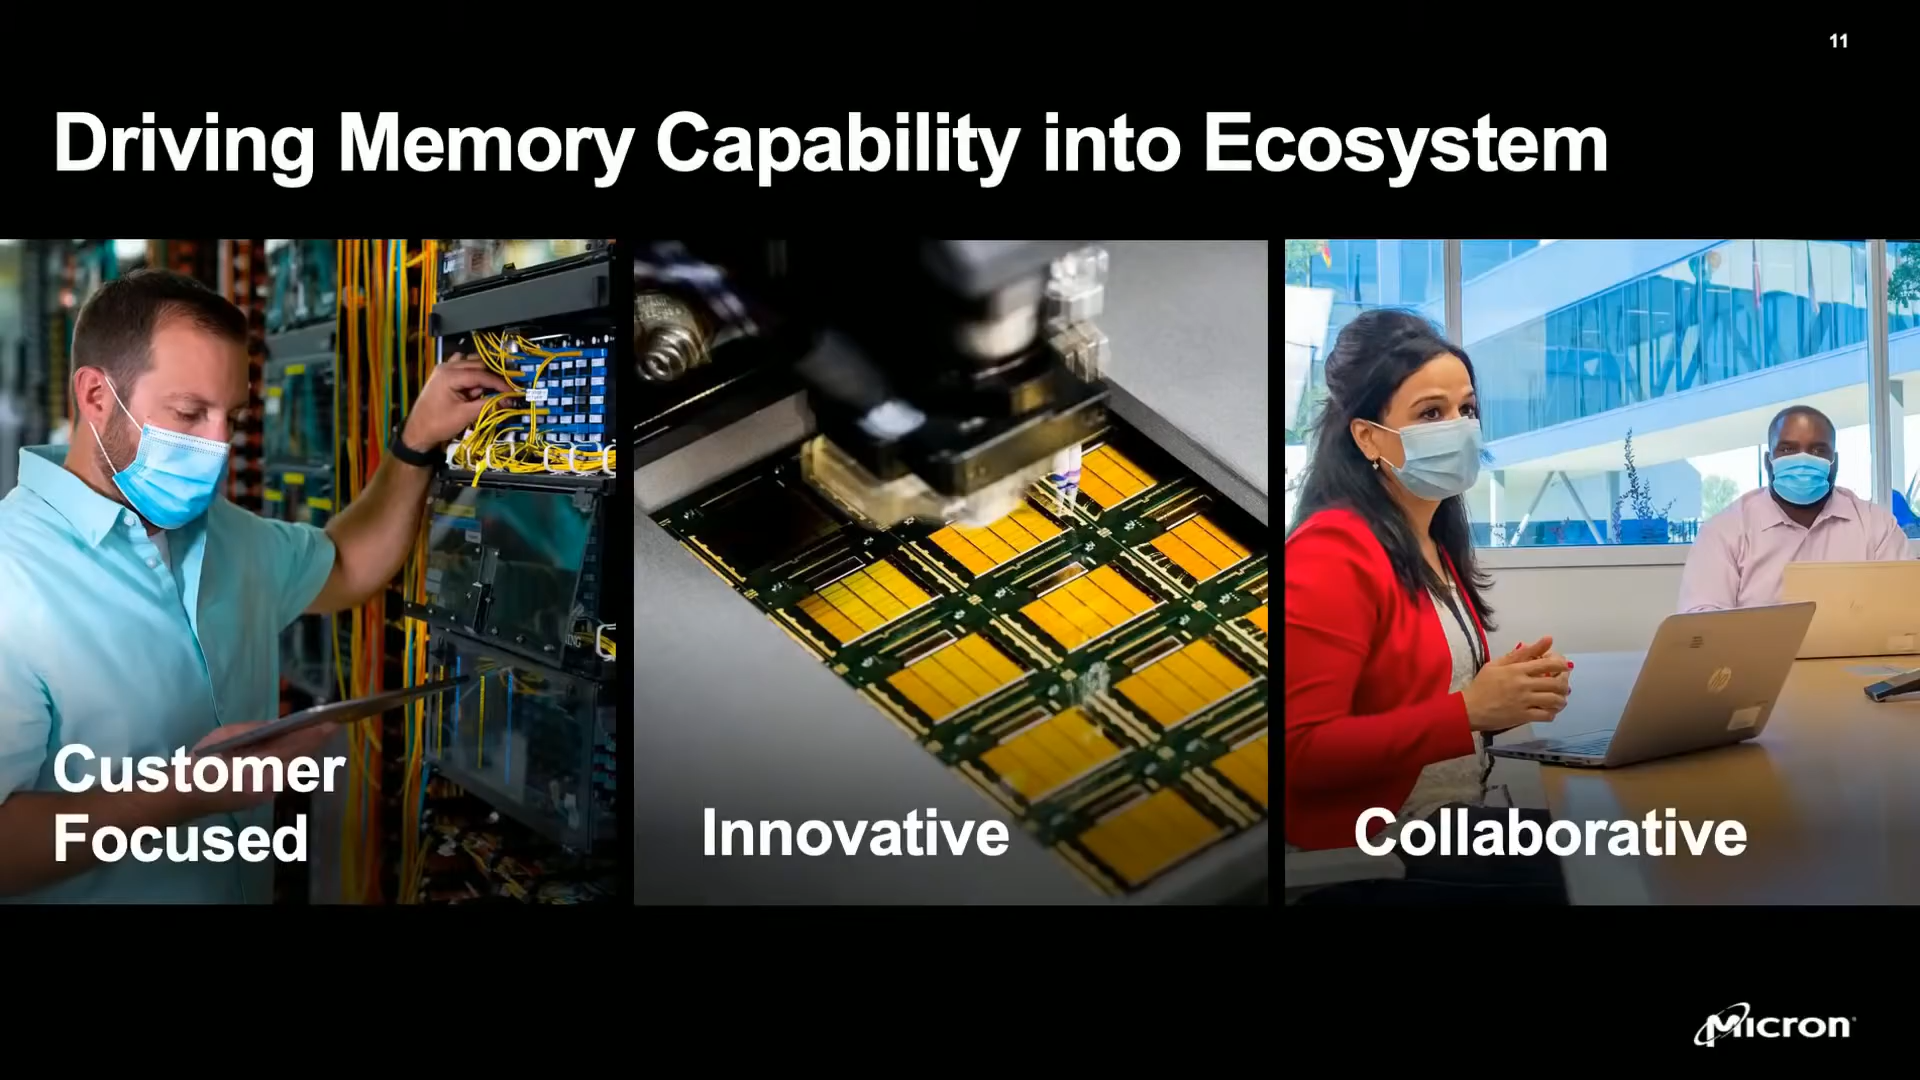 11
Driving Memory Capability into Ecosystem
Customer
Focused
Innovative
Collaborative
Micron